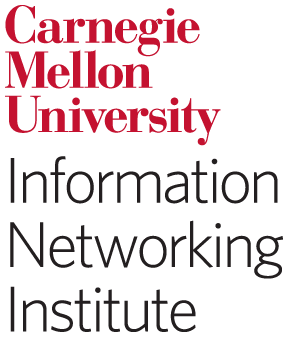 Carnegie
Mellon
University
Information
Networking
Institute